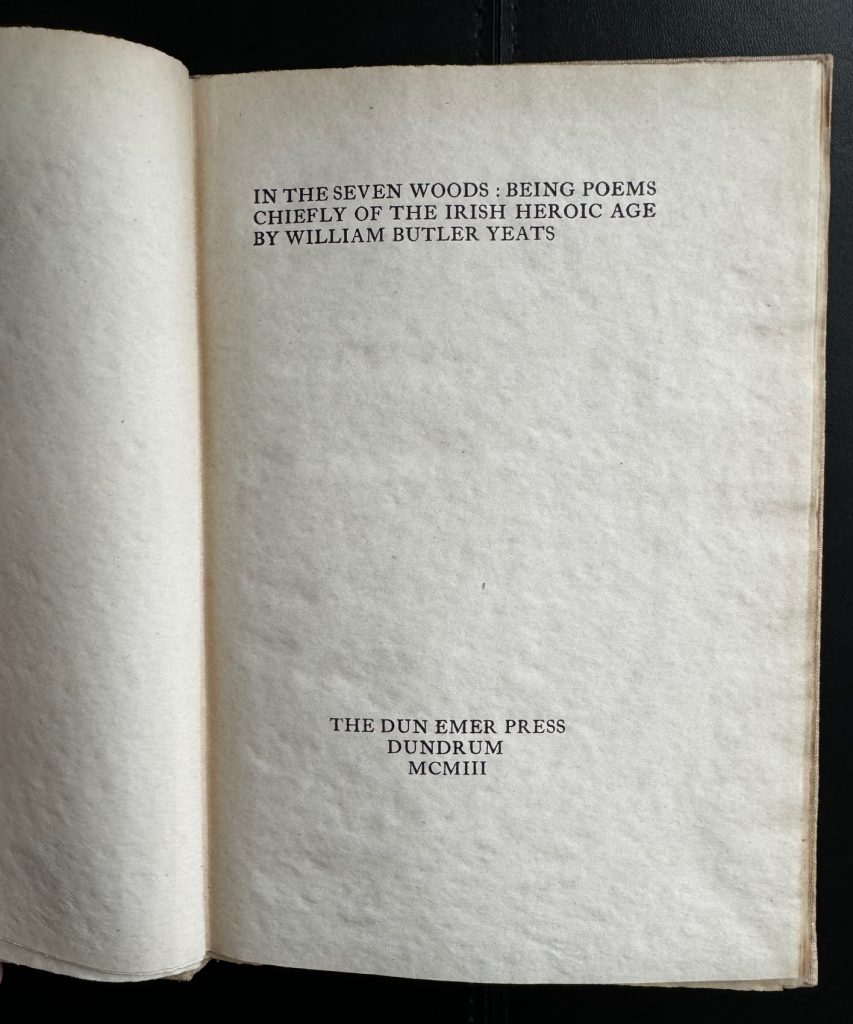 IN THE SEVEN WOODS : BEING POEMS
CHIEFLY OF THE IRISH HEROIC AGE
BY WILLIAM BUTLER YEATS
THE DUN EMER PRESS
DUNDRUM
MCMIII